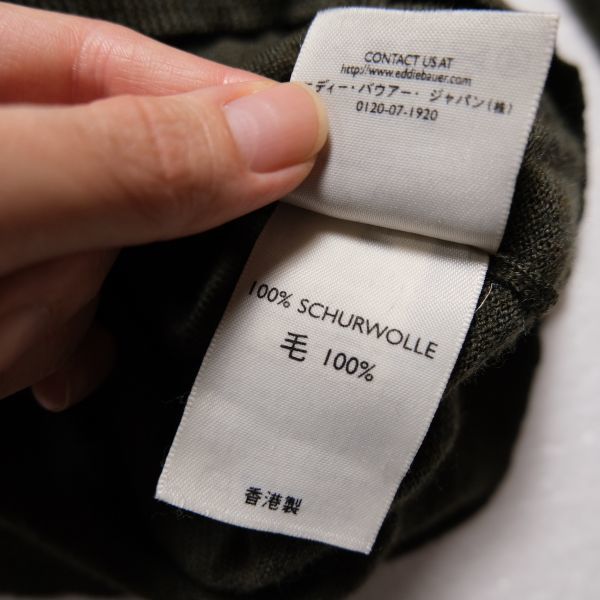 CONTACT US AT
http://www.eddiebauer.com
ーディー・バウアー・ジャパン(株)
0120-07-1920
100% SCHURWOLLE
毛 100%
香港製